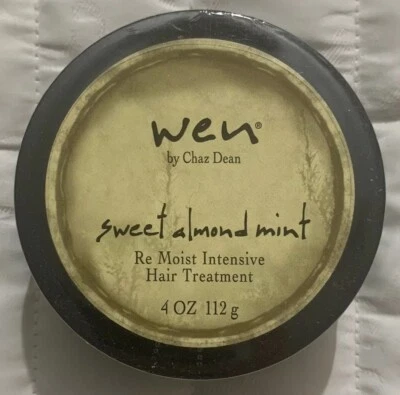 wen®
by Chaz Dean
sweet almond mint
Re Moist Intensive
Hair Treatment
4 OZ 112 g